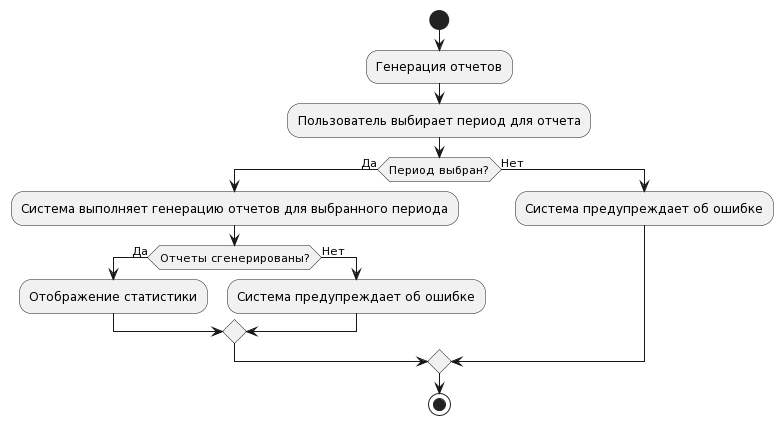 Генерация отчетов
Пользователь выбирает период для отчета
Да
Период выбран?
Нет
Система выполняет генерацию отчетов для выбранного периода
Система предупреждает об ошибке
Да
Отчеты сгенерированы?
Нет
Отображение статистики
Система предупреждает об ошибке